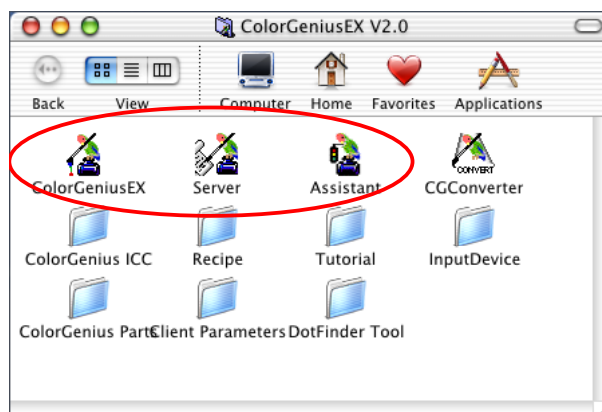 ColorGeniusEX V2.0
Back View Computer Home Favorites Applications
ColorGeniusEX Server Assistant CGConverter
CONVERT
ColorGenius ICC Recipe Tutorial InputDevice
ColorGenius Parts Client Parameters DotFinder Tool